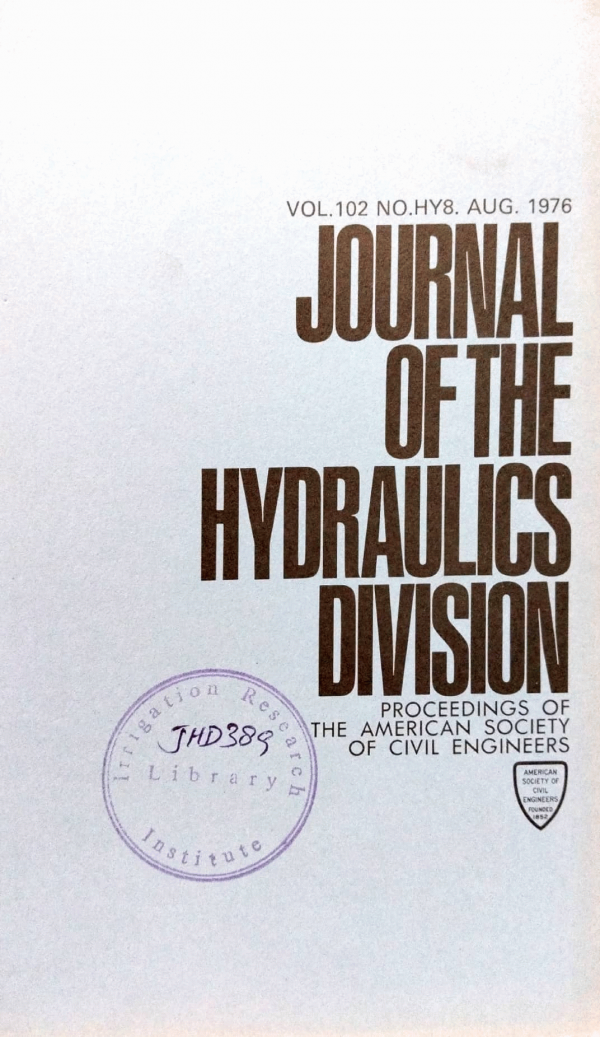 VOL.102 NO.HY8. AUG. 1976
JOURNAL
OF THE
HYDRAULICS
DIVISION
PROCEEDINGS OF
THE AMERICAN SOCIETY
OF CIVIL ENGINEERS
AMERICAN
SOCIETY OF
CIVIL
ENGINEERS
FOUNDED
1852
Irrigation Research
JHD389
Library
Institute